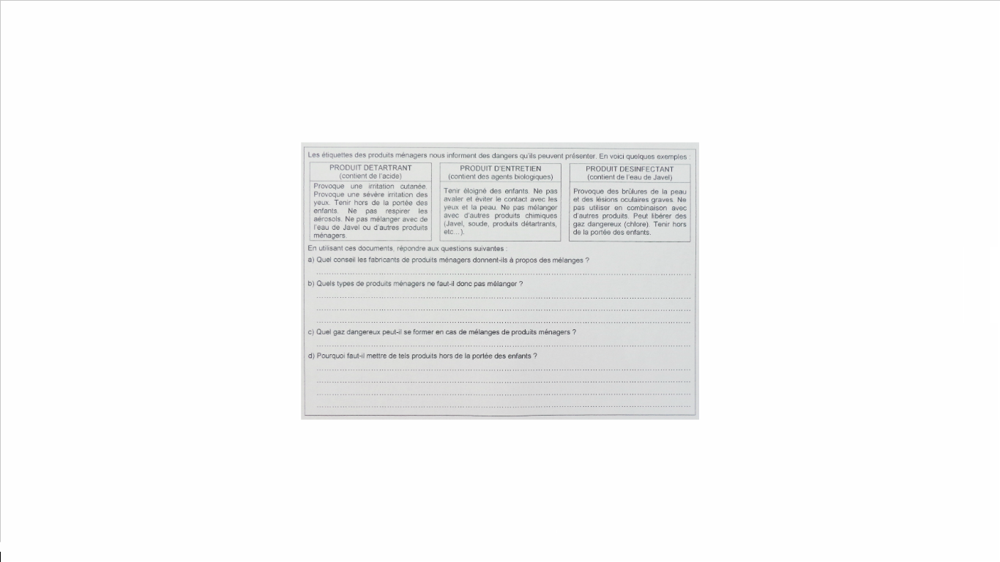 Les étiquettes des produits ménagers nous informent des dangers qu'ils peuvent présenter. En voici quelques exemples :
PRODUIT DETARTRANT
(contient de l'acide)
Provoque une irritation cutanée.
Provoque une sévère irritation des
yeux. Tenir hors de la portée des
enfants. Ne pas respirer les
aérosols. Ne pas mélanger avec de
l'eau de Javel ou d'autres produits
ménagers.
PRODUIT D'ENTRETIEN
(contient des agents biologiques)
Tenir éloigné des enfants. Ne pas
avaler et éviter le contact avec les
yeux et la peau. Ne pas mélanger
avec d'autres produits chimiques
(Javel, soude, produits détartrants,
etc...).
PRODUIT DESINFECTANT
(contient de l'eau de Javel)
Provoque des brûlures de la peau
et des lésions oculaires graves. Ne
pas utiliser en combinaison avec
d'autres produits. Peut libérer des
gaz dangereux (chlore). Tenir hors
de la portée des enfants.
En utilisant ces documents, répondre aux questions suivantes :
a) Quel conseil les fabricants de produits ménagers donnent-ils à propos des mélanges ?
b) Quels types de produits ménagers ne faut-il donc pas mélanger ?
c) Quel gaz dangereux peut-il se former en cas de mélanges de produits ménagers ?
d) Pourquoi faut-il mettre de tels produits hors de la portée des enfants ?